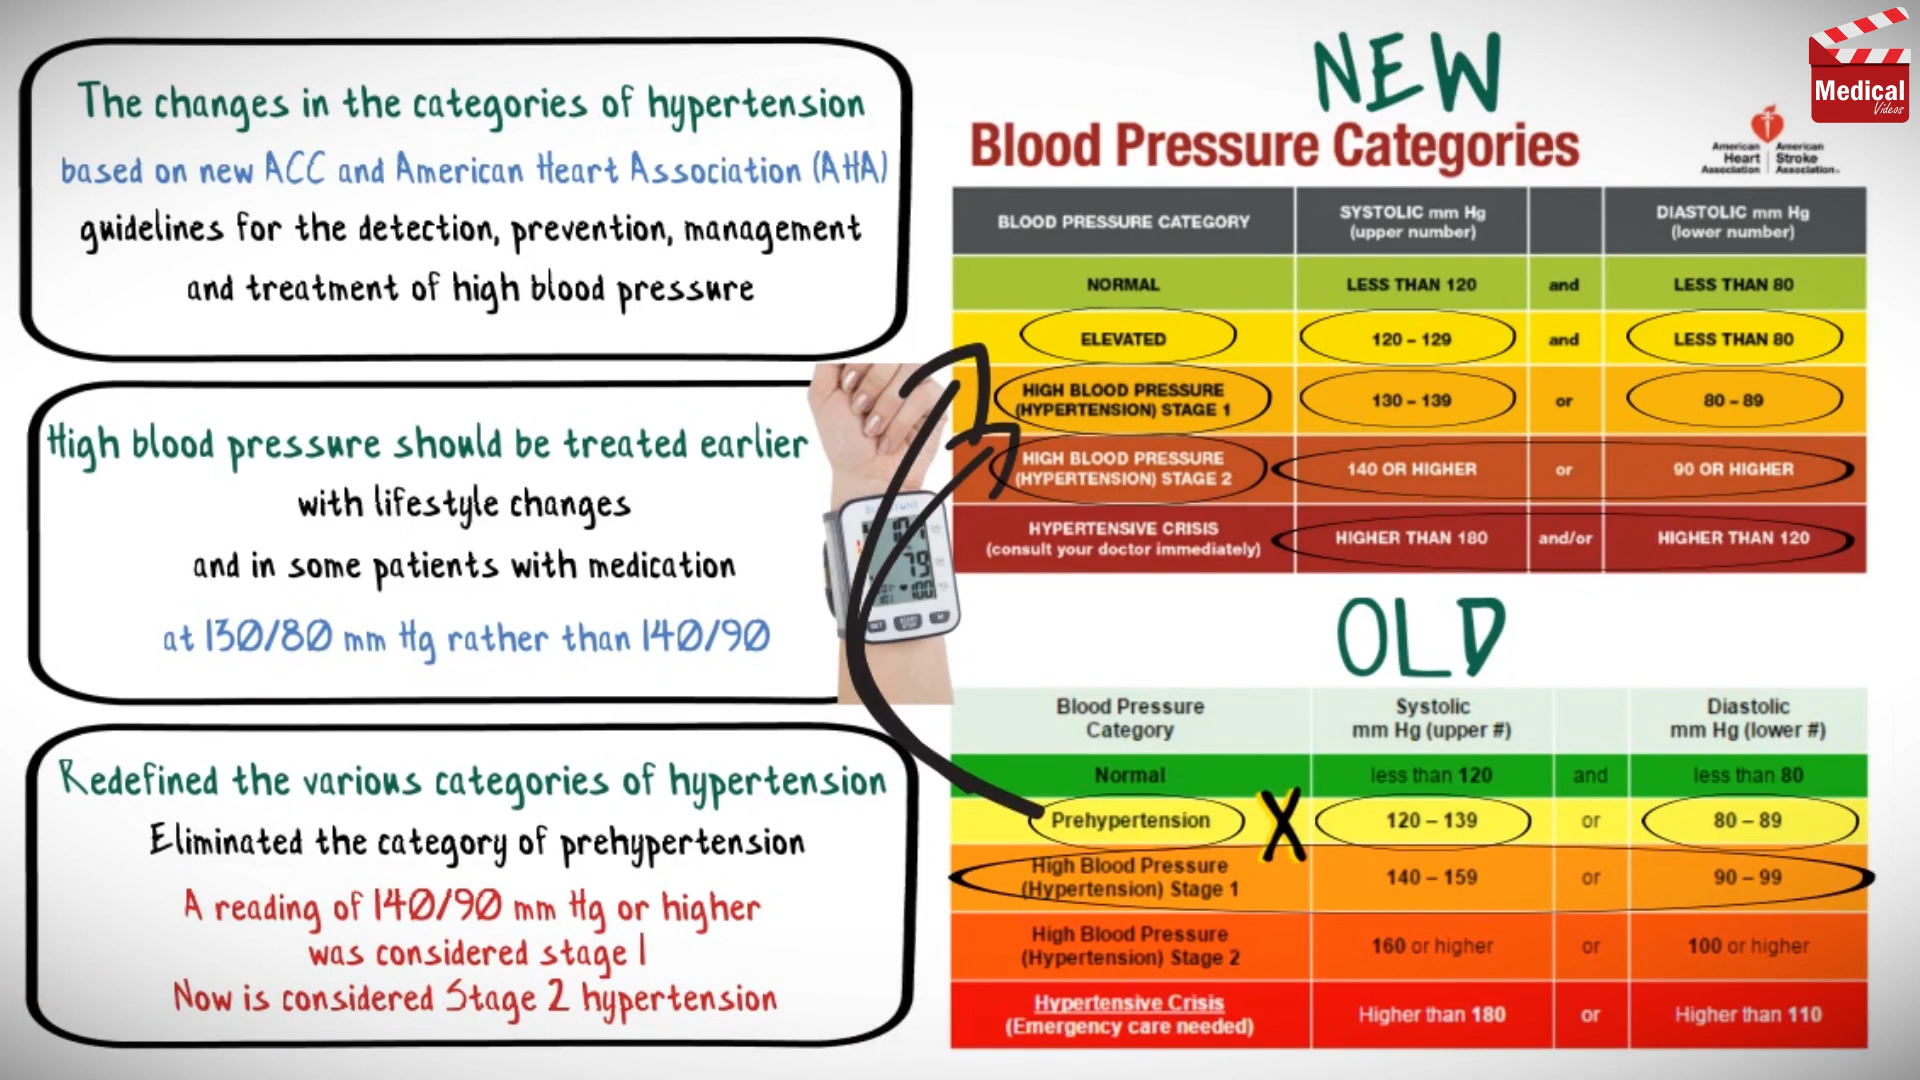 The changes in the categories of hypertension
based on new ACC and American Heart Association (AHA)
guidelines for the detection, prevention, management
and treatment of high blood pressure
High blood pressure should be treated earlier
with lifestyle changes
and in some patients with medication
at 130/80 mm Hg rather than 140/90
Redefined the various categories of hypertension
Eliminated the category of prehypertension
A reading of 140/90 mm Hg or higher
was considered stage 1
Now is considered Stage 2 hypertension
NEW
Blood Pressure Categories
American Heart Association
American Stroke Association
Medical
Videos
BLOOD PRESSURE CATEGORY SYSTOLIC mm Hg (upper number) DIASTOLIC mm Hg (lower number)
NORMAL LESS THAN 120 and LESS THAN 80
ELEVATED 120 – 129 and LESS THAN 80
HIGH BLOOD PRESSURE (HYPERTENSION) STAGE 1 130 – 139 or 80 – 89
HIGH BLOOD PRESSURE (HYPERTENSION) STAGE 2 140 OR HIGHER or 90 OR HIGHER
HYPERTENSIVE CRISIS (consult your doctor immediately) HIGHER THAN 180 and/or HIGHER THAN 120
79
100
OLD
Blood Pressure Category Systolic mm Hg (upper #) Diastolic mm Hg (lower #)
Normal less than 120 and less than 80
Prehypertension X 120 – 139 or 80 – 89
High Blood Pressure (Hypertension) Stage 1 140 – 159 or 90 – 99
High Blood Pressure (Hypertension) Stage 2 160 or higher or 100 or higher
Hypertensive Crisis (Emergency care needed) Higher than 180 or Higher than 110